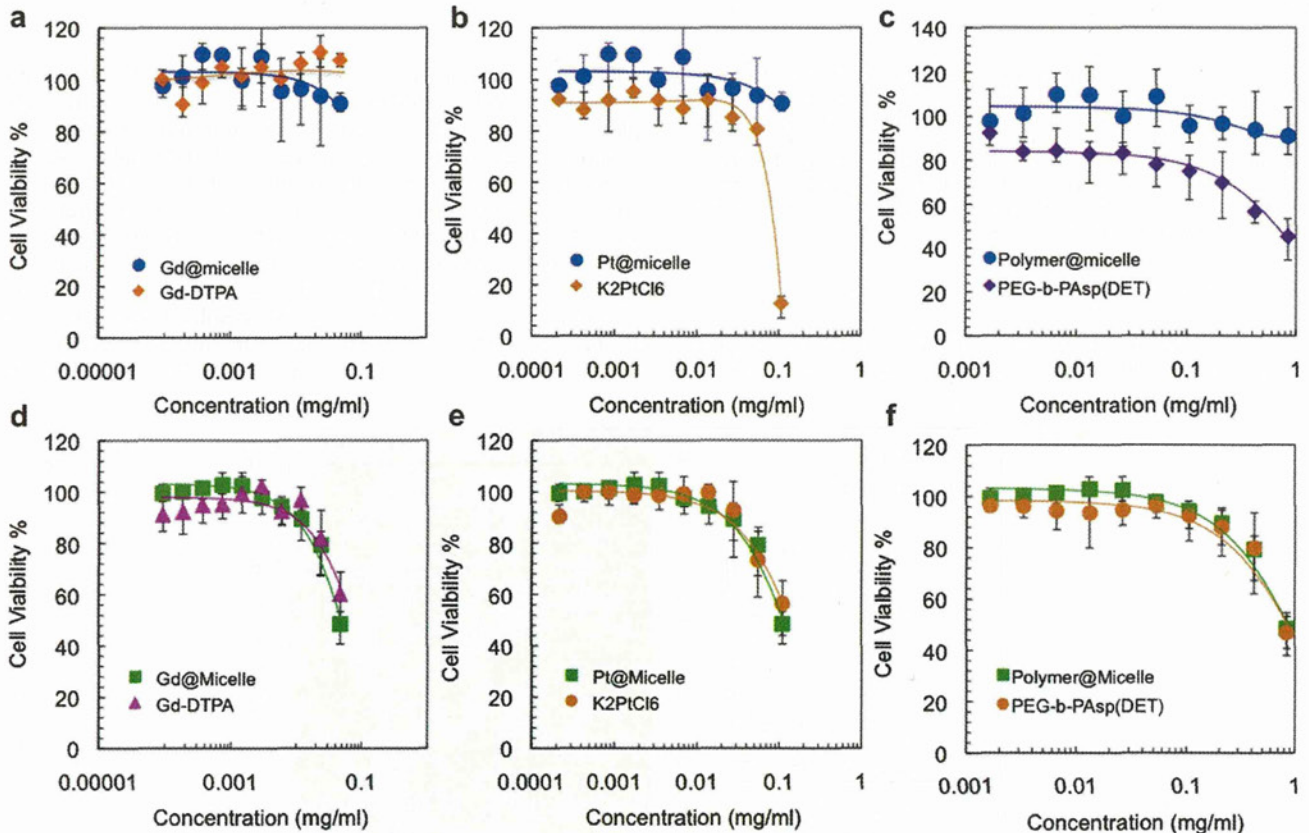 a
120
100
80
60
40
20
0
Cell Vialbility %
Gd@micelle
Gd-DTPA
0.00001 0.001 0.1
Concentration (mg/ml)
b
120
100
80
60
40
20
0
Cell Vialbility %
Pt@micelle
K2PtCl6
0.0001 0.001 0.01 0.1 1
Concentration (mg/ml)
c
140
120
100
80
60
40
20
0
Cell Vialbility %
Polymer@micelle
PEG-b-PAsp(DET)
0.001 0.01 0.1 1
Concentration (mg/ml)
d
120
100
80
60
40
20
0
Cell Vialbility %
Gd@Micelle
Gd-DTPA
0.00001 0.001 0.1
Concentration (mg/ml)
e
120
100
80
60
40
20
0
Cell Vialbility %
Pt@Micelle
K2PtCl6
0.0001 0.001 0.01 0.1 1
Concentration (mg/ml)
f
120
100
80
60
40
20
0
Cell Vialbility %
Polymer@Micelle
PEG-b-PAsp(DET)
0.001 0.01 0.1 1
Concentration (mg/ml)